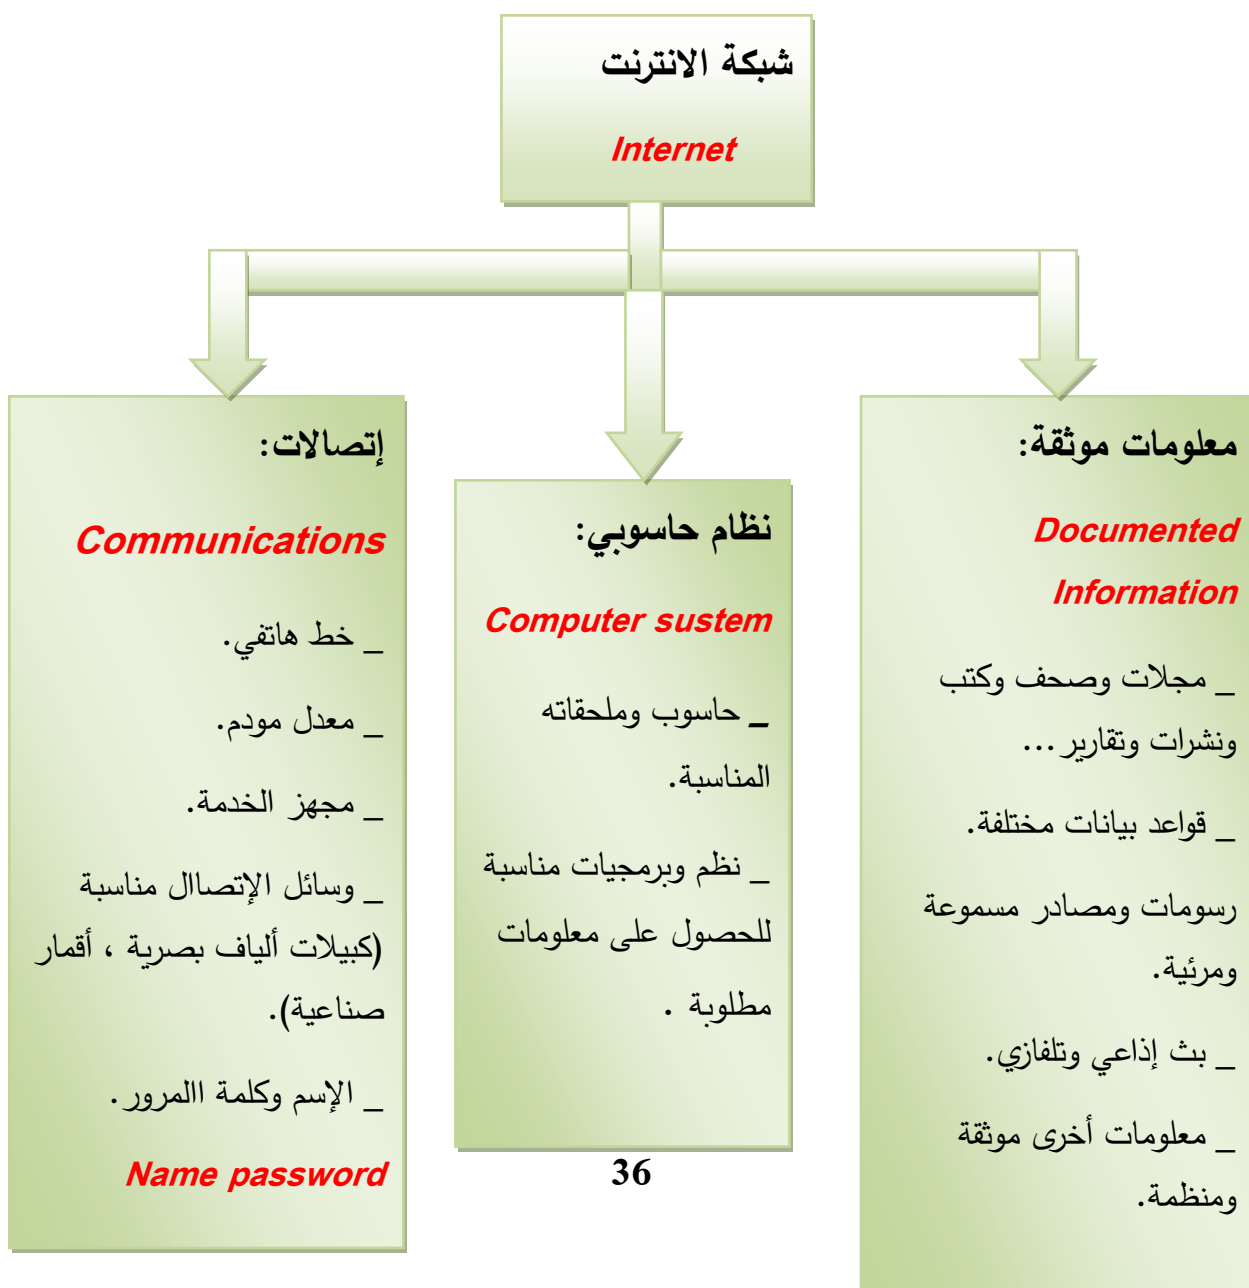 شبكة الانترنت
Internet
معلومات موثقة:
Documented
Information
_ مجلات وصحف وكتب
ونشرات وتقارير...
_ قواعد بيانات مختلفة.
رسومات ومصادر مسموعة
ومرئية.
_ بث إذاعي وتلفازي.
_ معلومات أخرى موثقة
ومنظمة.
نظام حاسوبي:
Computer sustem
_ حاسوب وملحقاته
المناسبة.
_ نظم وبرمجيات مناسبة
للحصول على معلومات
مطلوبة .
إتصالات:
Communications
_ خط هاتفي.
_ معدل مودم.
_ مجهز الخدمة.
_ وسائل الإتصاال مناسبة
(كبيلات ألياف بصرية ، أقمار
صناعية).
_ الإسم وكلمة االمرور.
Name password
36